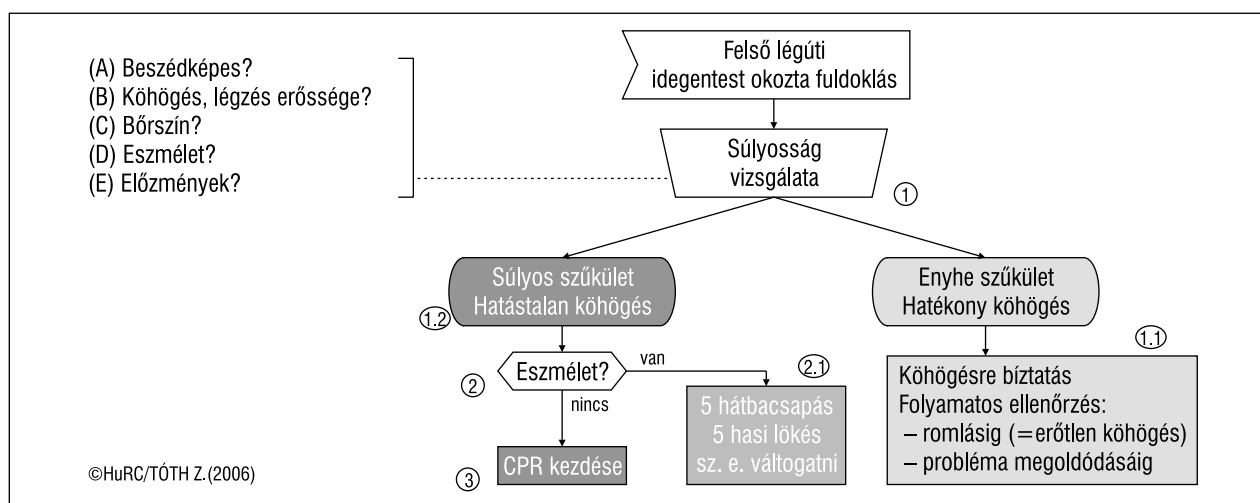 (A) Beszédképes?
(B) Köhögés, légzés erőssége?
(C) Bőrszín?
(D) Eszmélet?
(E) Előzmények?
Felső légúti
idegentest okozta fuldoklás
Súlyosság
vizsgálata
1
Súlyos szűkület
Hatástalan köhögés
1.2
Enyhe szűkület
Hatékony köhögés
1.1
Eszmélet?
2
van
nincs
2.1
5 hátbacsapás
5 hasi lökés
sz. e. váltogatni
Köhögésre bíztatás
Folyamatos ellenőrzés:
– romlásig (=erőtlen köhögés)
– probléma megoldódásáig
CPR kezdése
3
©HuRC/TÓTH Z.(2006)